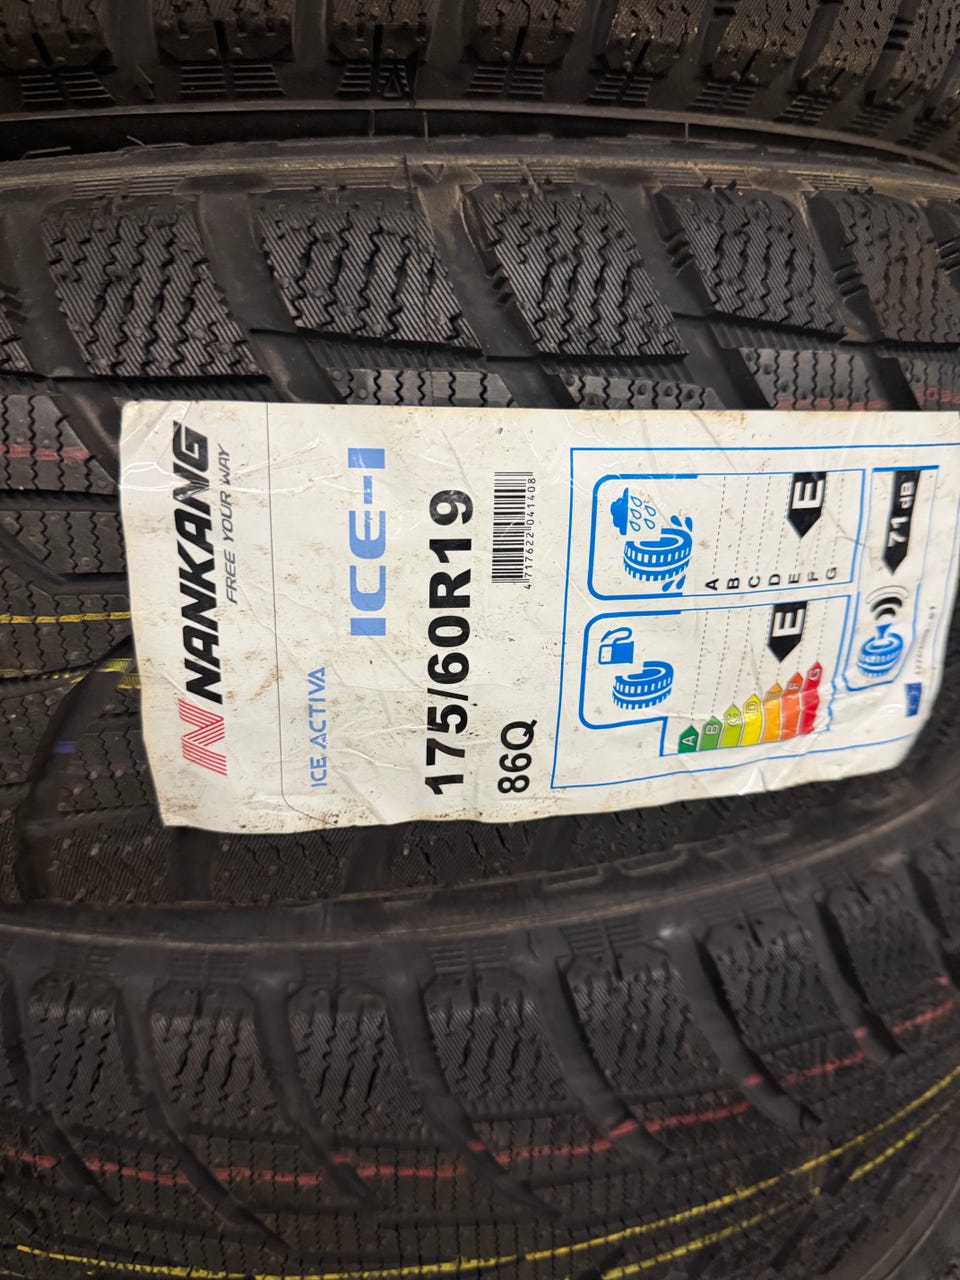 NANKANG
FREE YOUR WAY
ICE ACTIVA
ICE-1
175/60R19
86Q
4717622041408
A
B
C
D
E
F
G
E
E
A
B
C
D
E
F
G
71 dB